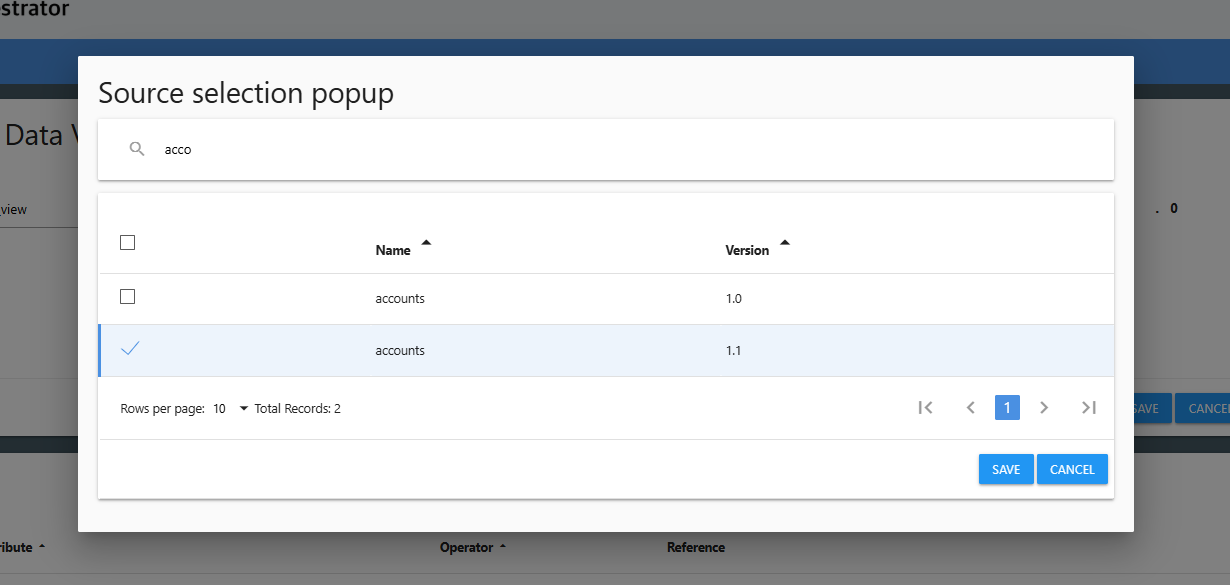 strator
Source selection popup
Data
acco
view
. 0
Name Version
accounts 1.0
accounts 1.1
Rows per page: 10 Total Records: 2
1
SAVE CANCEL
SAVE CANCEL
ribute Operator Reference